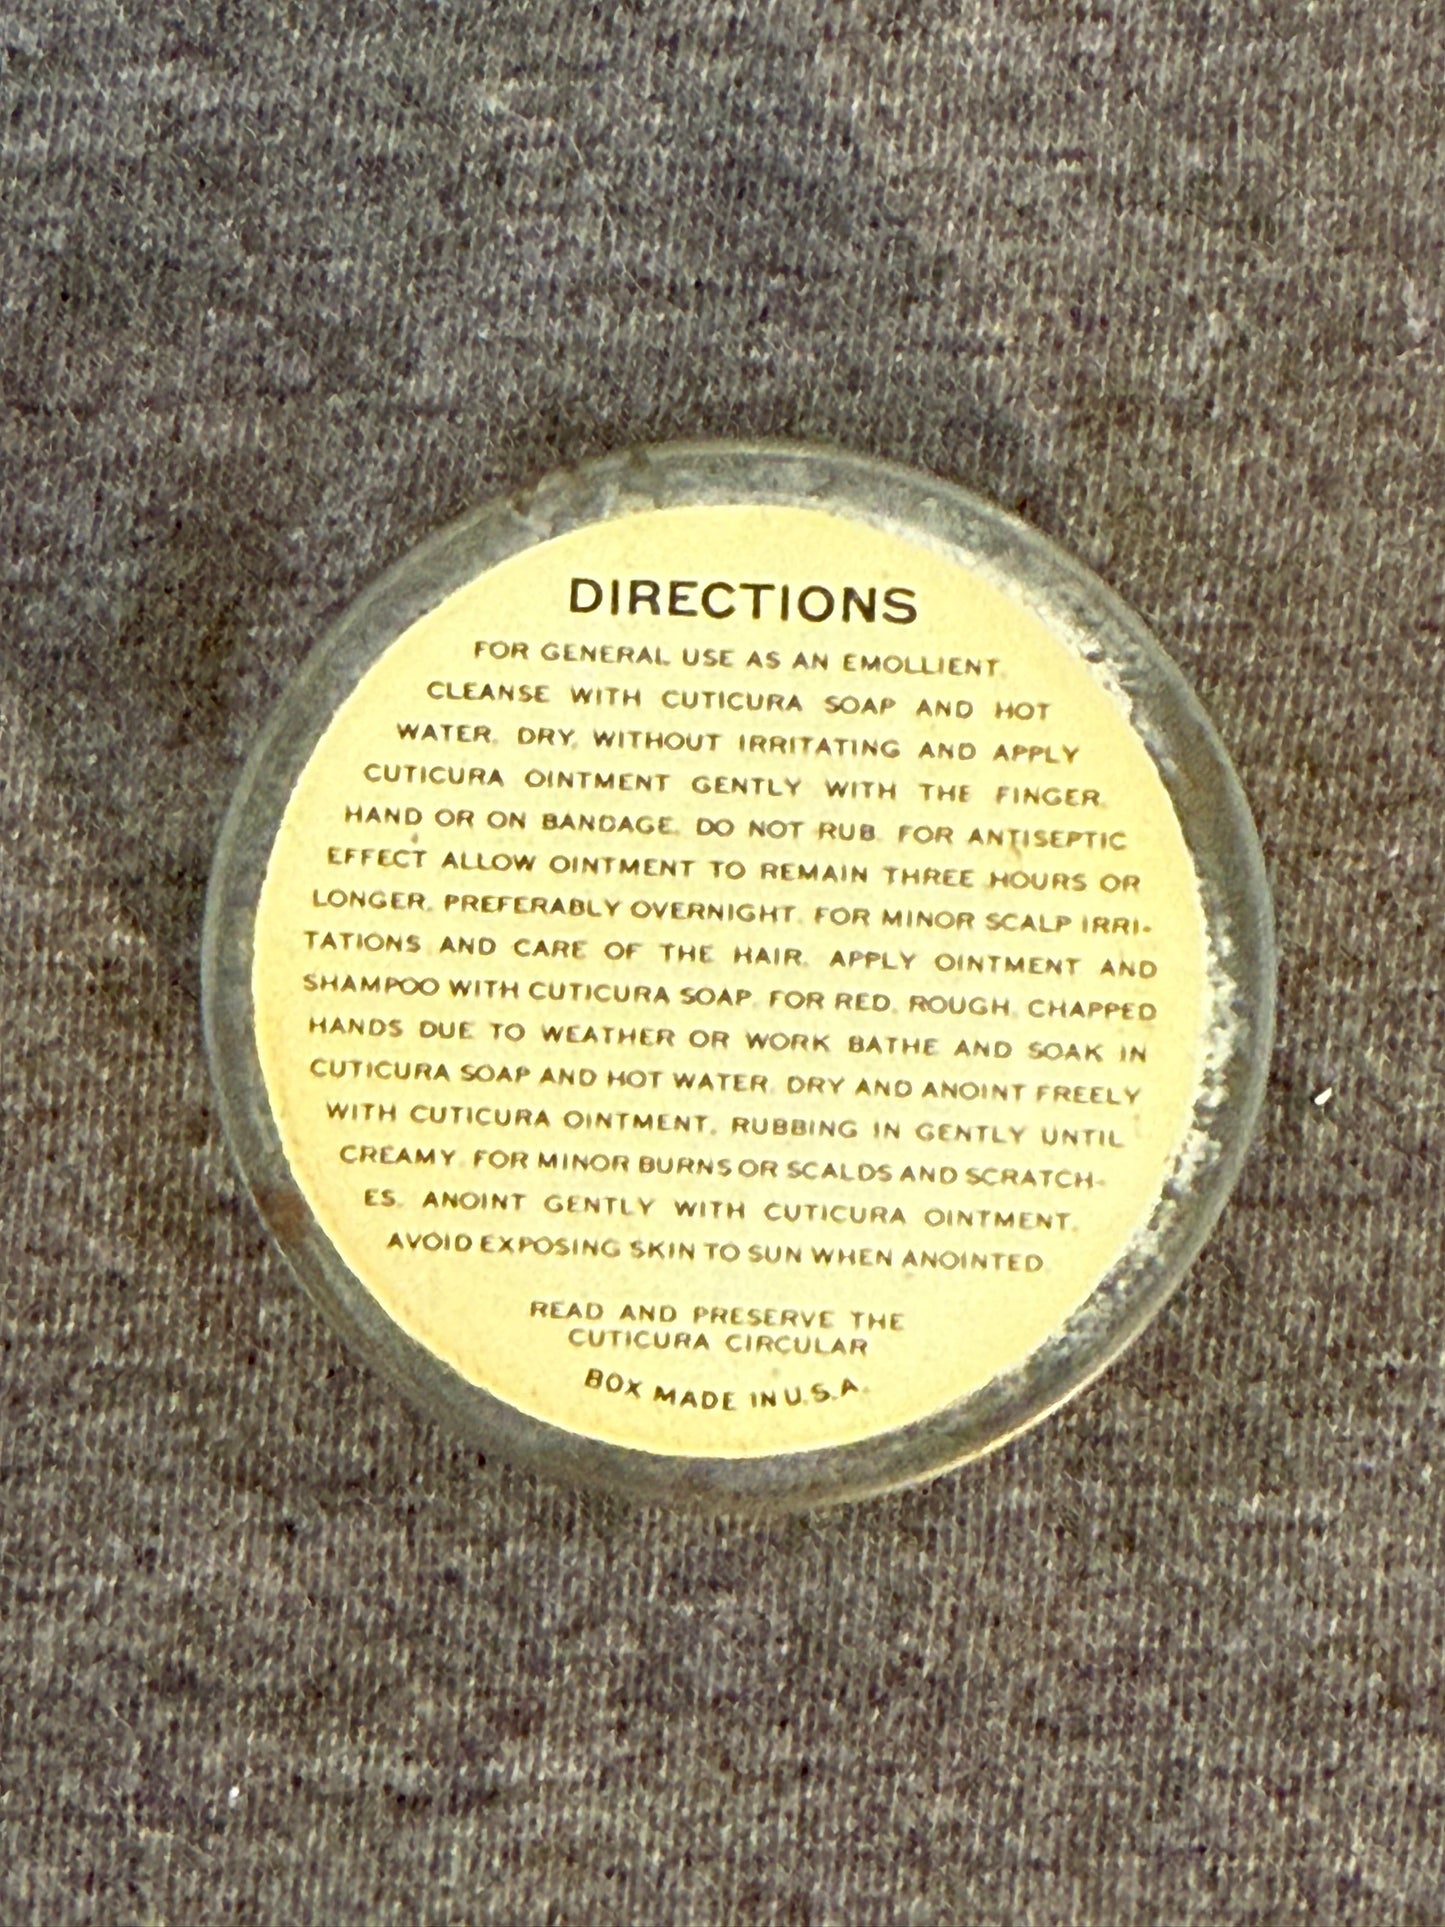 DIRECTIONS
FOR GENERAL USE AS AN EMOLLIENT,
CLEANSE WITH CUTICURA SOAP AND HOT
WATER. DRY, WITHOUT IRRITATING AND APPLY
CUTICURA OINTMENT GENTLY WITH THE FINGER,
HAND OR ON BANDAGE. DO NOT RUB. FOR ANTISEPTIC
EFFECT ALLOW OINTMENT TO REMAIN THREE HOURS OR
LONGER, PREFERABLY OVERNIGHT. FOR MINOR SCALP IRRI-
TATIONS AND CARE OF THE HAIR, APPLY OINTMENT AND
SHAMPOO WITH CUTICURA SOAP. FOR RED, ROUGH, CHAPPED
HANDS DUE TO WEATHER OR WORK BATHE AND SOAK IN
CUTICURA SOAP AND HOT WATER, DRY AND ANOINT FREELY
WITH CUTICURA OINTMENT, RUBBING IN GENTLY UNTIL
CREAMY. FOR MINOR BURNS OR SCALDS AND SCRATCH-
ES, ANOINT GENTLY WITH CUTICURA OINTMENT.
AVOID EXPOSING SKIN TO SUN WHEN ANOINTED.
READ AND PRESERVE THE
CUTICURA CIRCULAR
BOX MADE IN U.S.A.